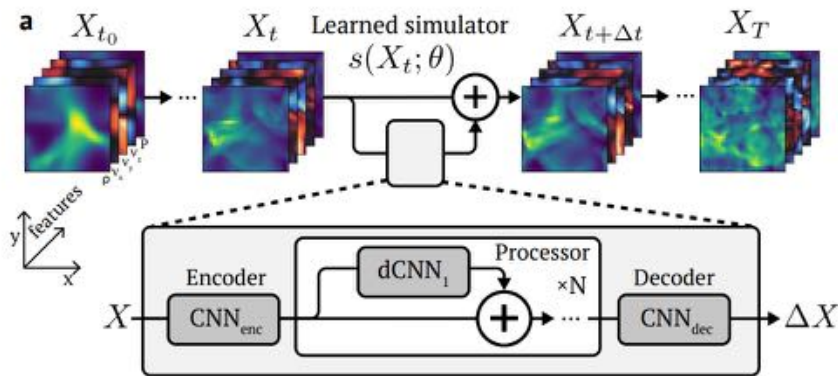 a
X_{t_0} X_t Learned simulator X_{t+Δt} X_T
s(X_t; θ)
... + ...
ρ v_x v_y v_z P
y features x
Encoder Processor Decoder
dCNN_1
×N
X CNN_enc + ... CNN_dec ΔX